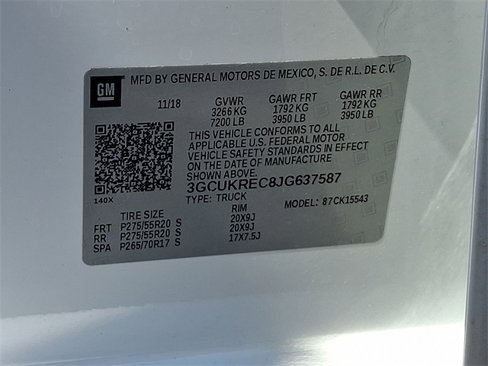 MFD BY GENERAL MOTORS DE MEXICO, S. DE R.L. DE C.V.
GM
11/18 GVWR GAWR FRT GAWR RR
3266 KG 1792 KG 1792 KG
7200 LB 3950 LB 3950 LB
THIS VEHICLE CONFORMS TO ALL
APPLICABLE U.S. FEDERAL MOTOR
VEHICLE SAFETY STANDARDS IN EFFECT
ON THE DATE OF MANUFACTURE
SHOWN ABOVE.
3GCUKREC8JG637587
140X TYPE: TRUCK MODEL: 87CK15543
TIRE SIZE RIM
FRT P275/55R20 S 20X9J
RR P275/55R20 S 20X9J
SPA P265/70R17 S 17X7.5J